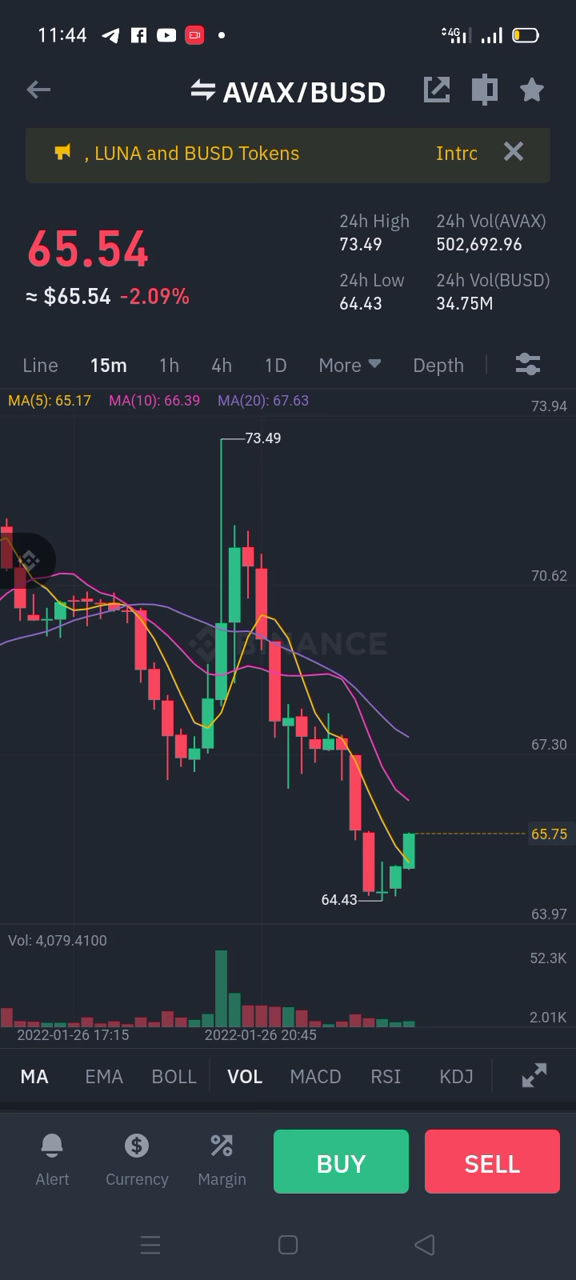 11:44
4G
AVAX/BUSD
, LUNA and BUSD Tokens Intrc
65.54
≈ $65.54 -2.09%
24h High
73.49
24h Vol(AVAX)
502,692.96
24h Low
64.43
24h Vol(BUSD)
34.75M
Line 15m 1h 4h 1D More Depth
MA(5): 65.17 MA(10): 66.39 MA(20): 67.63
73.94
73.49
70.62
BINANCE
67.30
65.75
64.43
63.97
Vol: 4,079.4100
52.3K
2.01K
2022-01-26 17:15 2022-01-26 20:45
MA EMA BOLL VOL MACD RSI KDJ
Alert Currency Margin BUY SELL